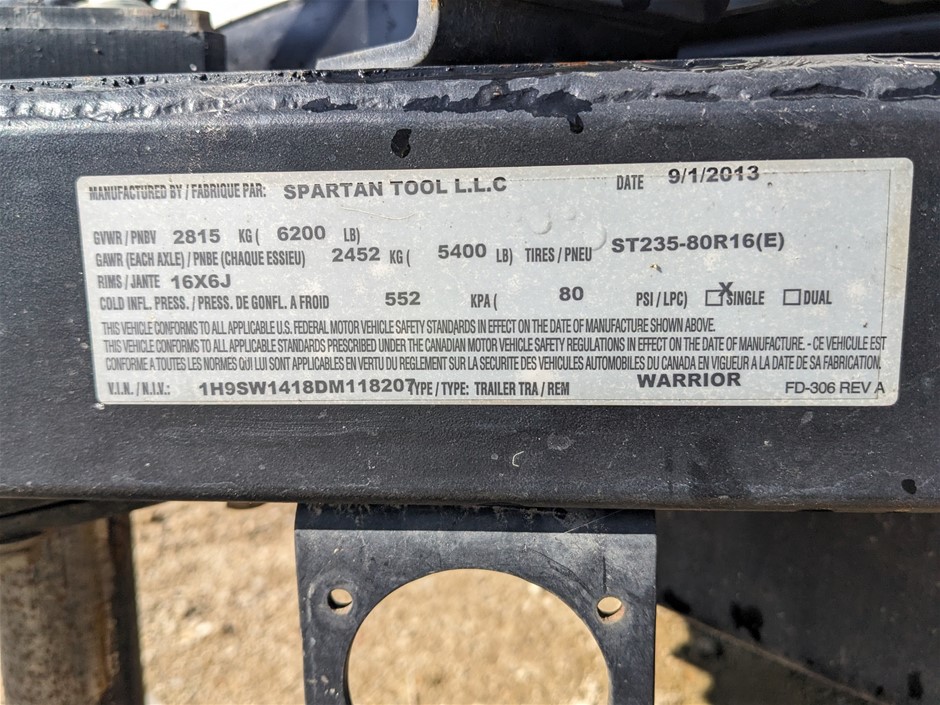 MANUFACTURED BY / FABRIQUE PAR: SPARTAN TOOL L.L.C DATE 9/1/2013
GVWR / PNBV 2815 KG ( 6200 LB)
GAWR (EACH AXLE) / PNBE (CHAQUE ESSIEU) 2452 KG ( 5400 LB) TIRES / PNEU ST235-80R16(E)
RIMS / JANTE 16X6J
COLD INFL. PRESS. / PRESS. DE GONFL. A FROID 552 KPA ( 80 PSI / LPC) X SINGLE DUAL
THIS VEHICLE CONFORMS TO ALL APPLICABLE U.S. FEDERAL MOTOR VEHICLE SAFETY STANDARDS IN EFFECT ON THE DATE OF MANUFACTURE SHOWN ABOVE.
THIS VEHICLE CONFORMS TO ALL APPLICABLE STANDARDS PRESCRIBED UNDER THE CANADIAN MOTOR VEHICLE SAFETY REGULATIONS IN EFFECT ON THE DATE OF MANUFACTURE. - CE VEHICULE EST
CONFORME A TOUTES LES NORMES QUI LUI SONT APPLICABLES EN VERTU DU REGLEMENT SUR LA SECURITE DES VEHICULES AUTOMOBILES DU CANADA EN VIGUEUR A LA DATE DE SA FABRICATION.
V.I.N. / N.I.V.: 1H9SW1418DM118207 TYPE / TYPE: TRAILER TRA / REM WARRIOR FD-306 REV A